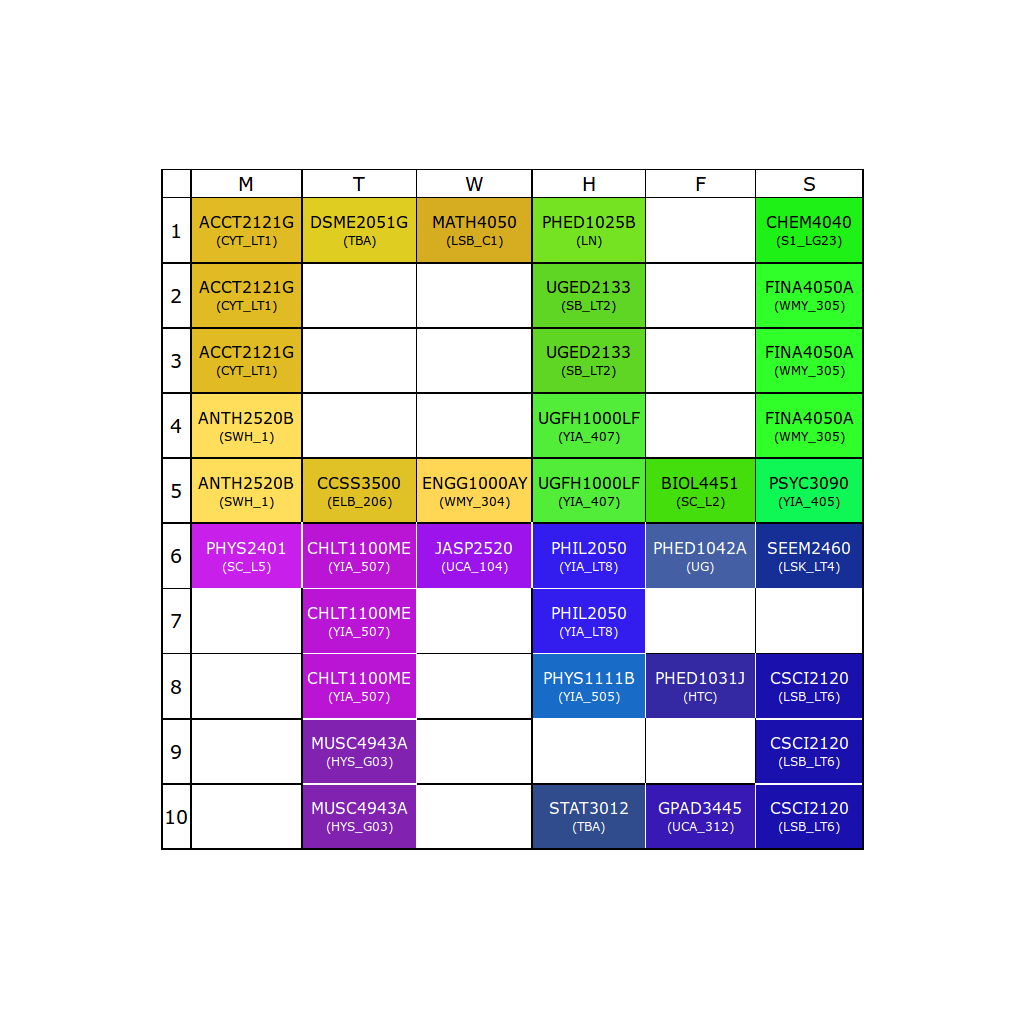 M T W H F S
1 ACCT2121G DSME2051G MATH4050 PHED1025B CHEM4040
(CYT_LT1) (TBA) (LSB_C1) (LN) (S1_LG23)
2 ACCT2121G UGED2133 FINA4050A
(CYT_LT1) (SB_LT2) (WMY_305)
3 ACCT2121G UGED2133 FINA4050A
(CYT_LT1) (SB_LT2) (WMY_305)
4 ANTH2520B UGFH1000LF FINA4050A
(SWH_1) (YIA_407) (WMY_305)
5 ANTH2520B CCSS3500 ENGG1000AY UGFH1000LF BIOL4451 PSYC3090
(SWH_1) (ELB_206) (WMY_304) (YIA_407) (SC_L2) (YIA_405)
6 PHYS2401 CHLT1100ME JASP2520 PHIL2050 PHED1042A SEEM2460
(SC_L5) (YIA_507) (UCA_104) (YIA_LT8) (UG) (LSK_LT4)
7 CHLT1100ME PHIL2050
(YIA_507) (YIA_LT8)
8 CHLT1100ME PHYS1111B PHED1031J CSCI2120
(YIA_507) (YIA_505) (HTC) (LSB_LT6)
9 MUSC4943A CSCI2120
(HYS_G03) (LSB_LT6)
10 MUSC4943A STAT3012 GPAD3445 CSCI2120
(HYS_G03) (TBA) (UCA_312) (LSB_LT6)